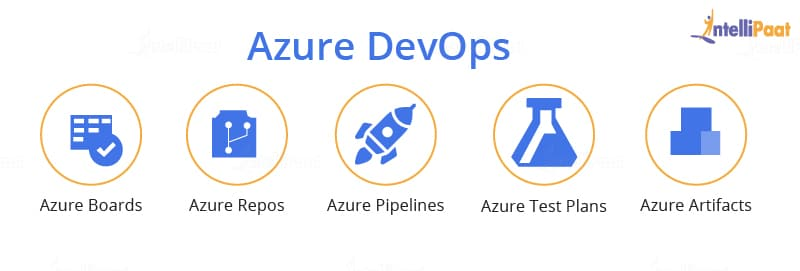 Azure DevOps
IntelliPaat
Azure Boards
Azure Repos
Azure Pipelines
Azure Test Plans
Azure Artifacts